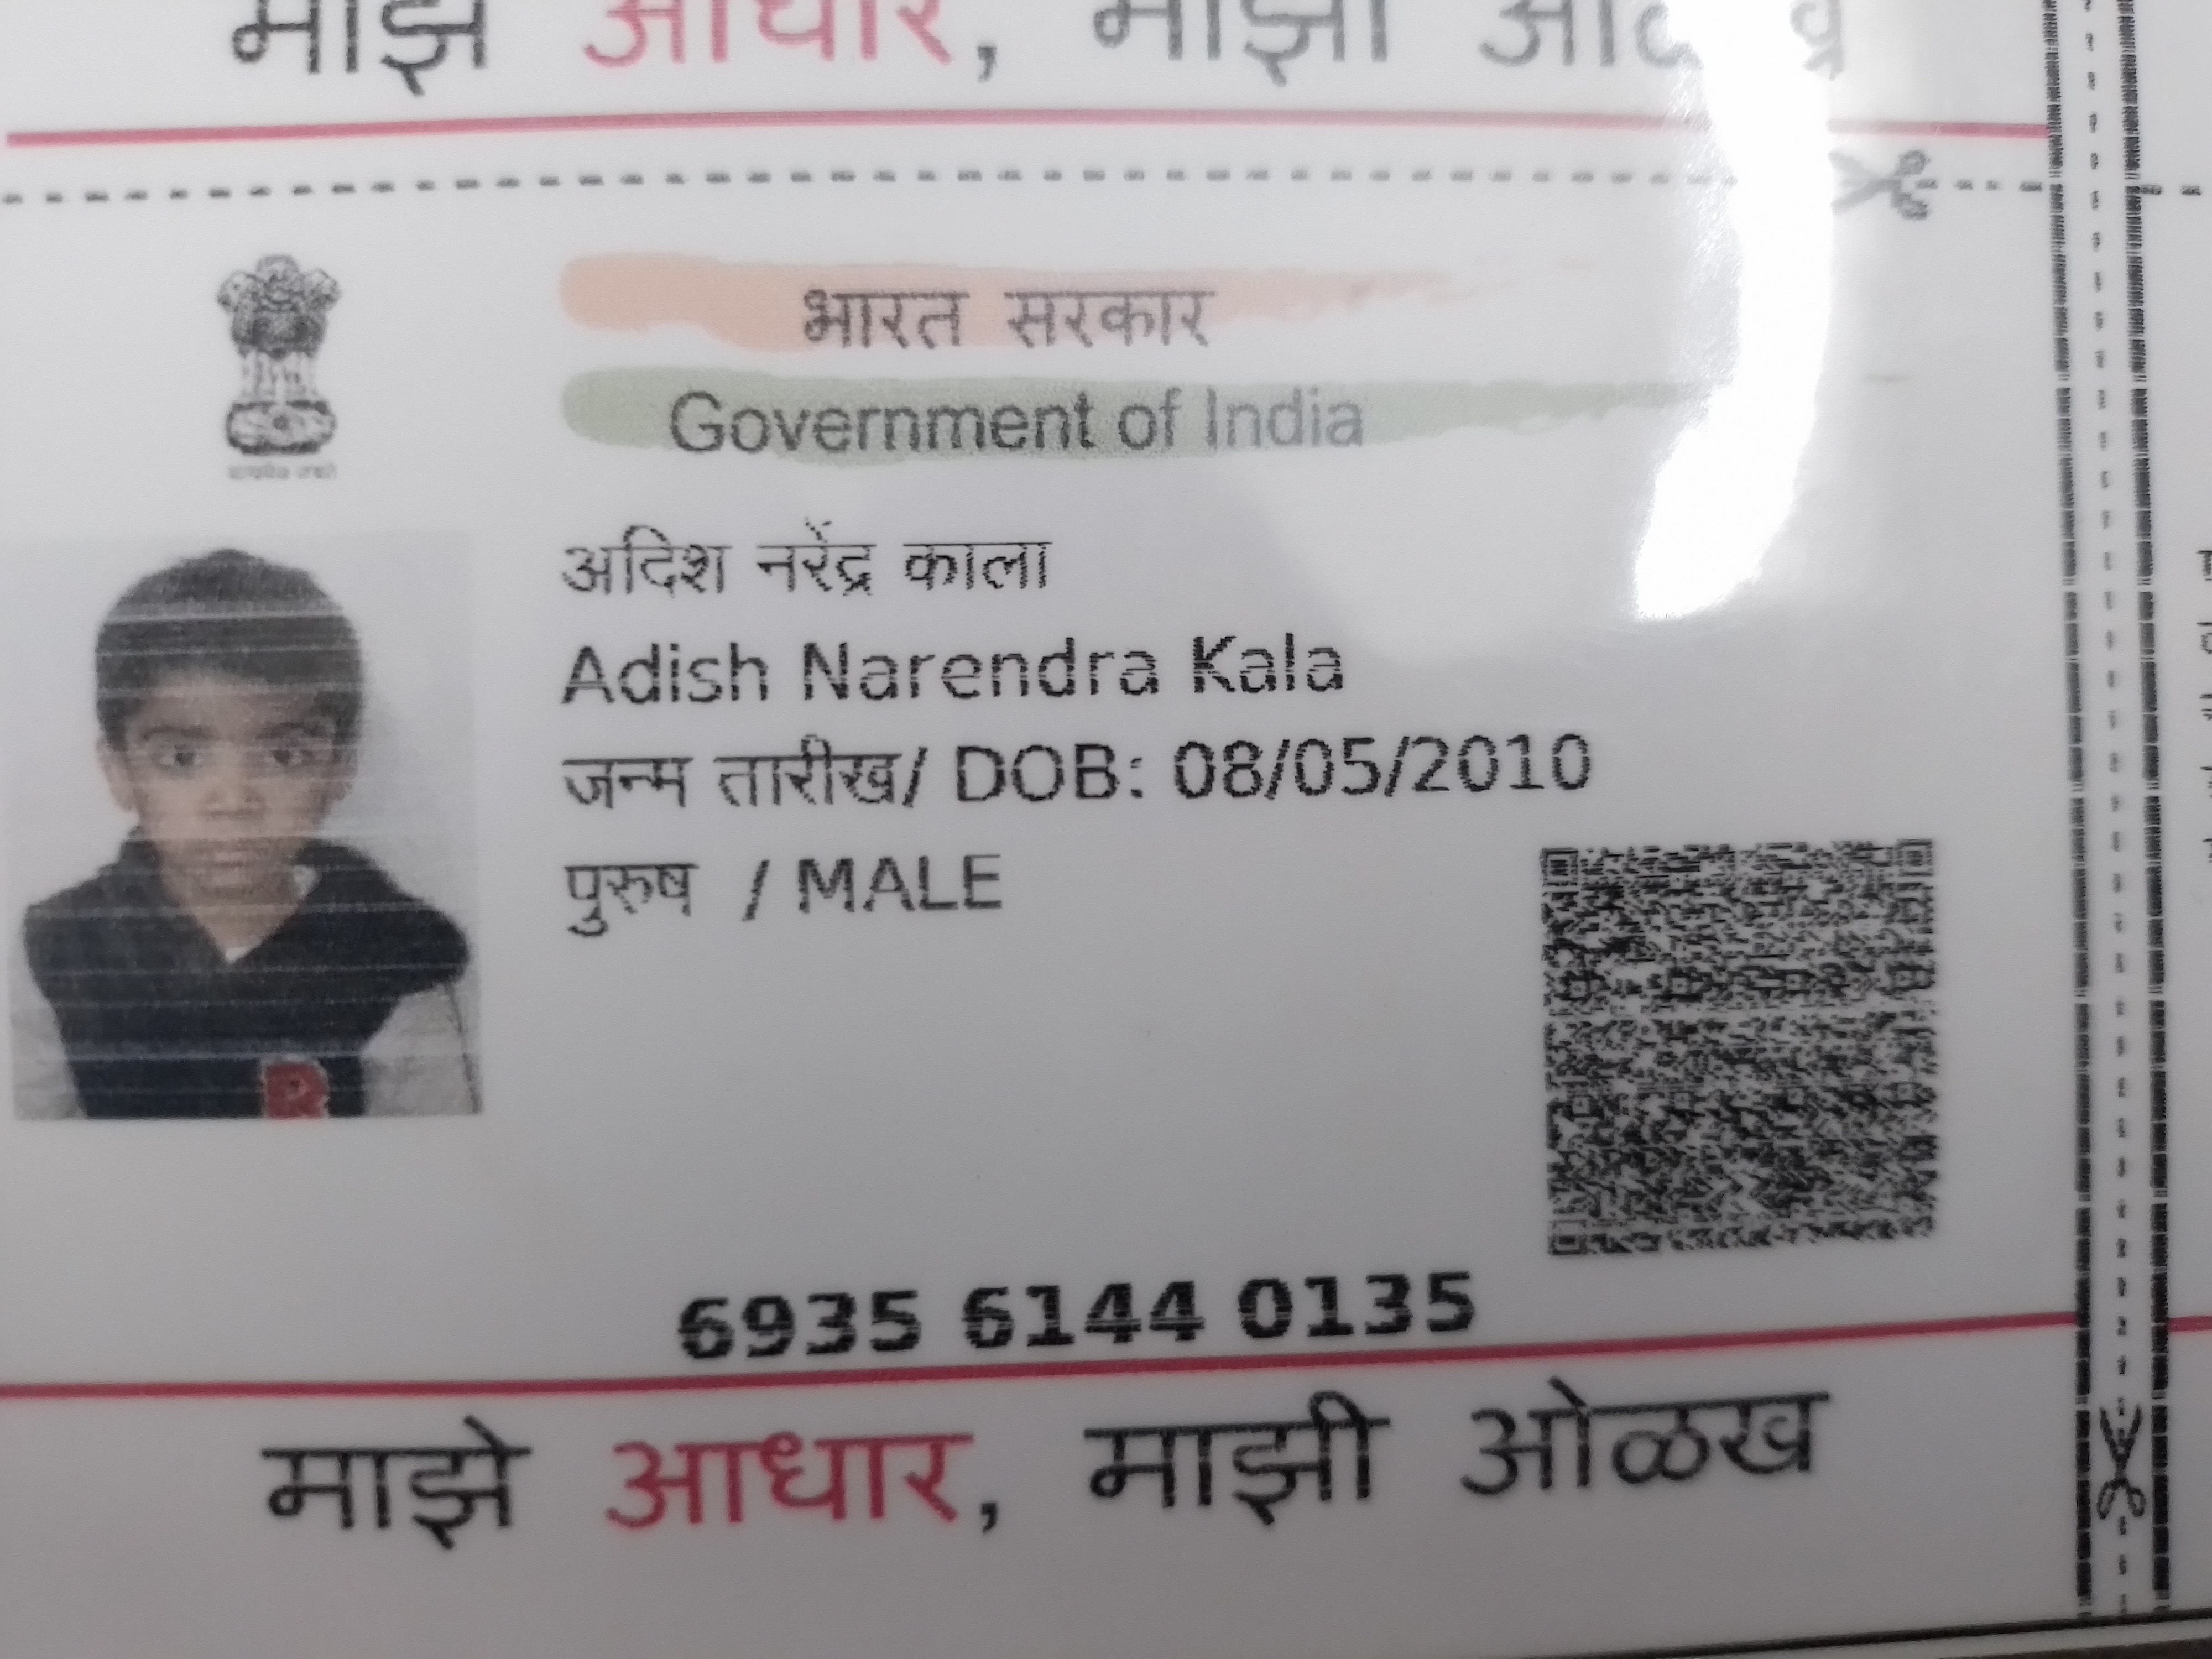 माझे आधार, माझी
भारत सरकार
Government of India
अदिश नरेंद्र काला
Adish Narendra Kala
जन्म तारीख/ DOB: 08/05/2010
पुरुष / MALE
R
6935 6144 0135
माझे आधार, माझी ओळख